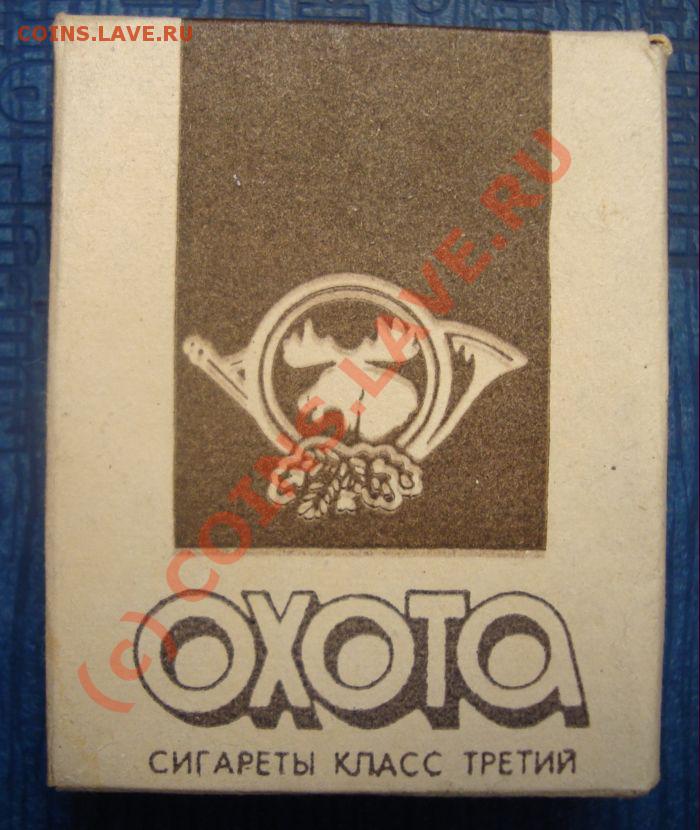 COINS.LAVE.RU
(c) COINS.LAVE.RU
ОХОТА
СИГАРЕТЫ КЛАСС ТРЕТИЙ